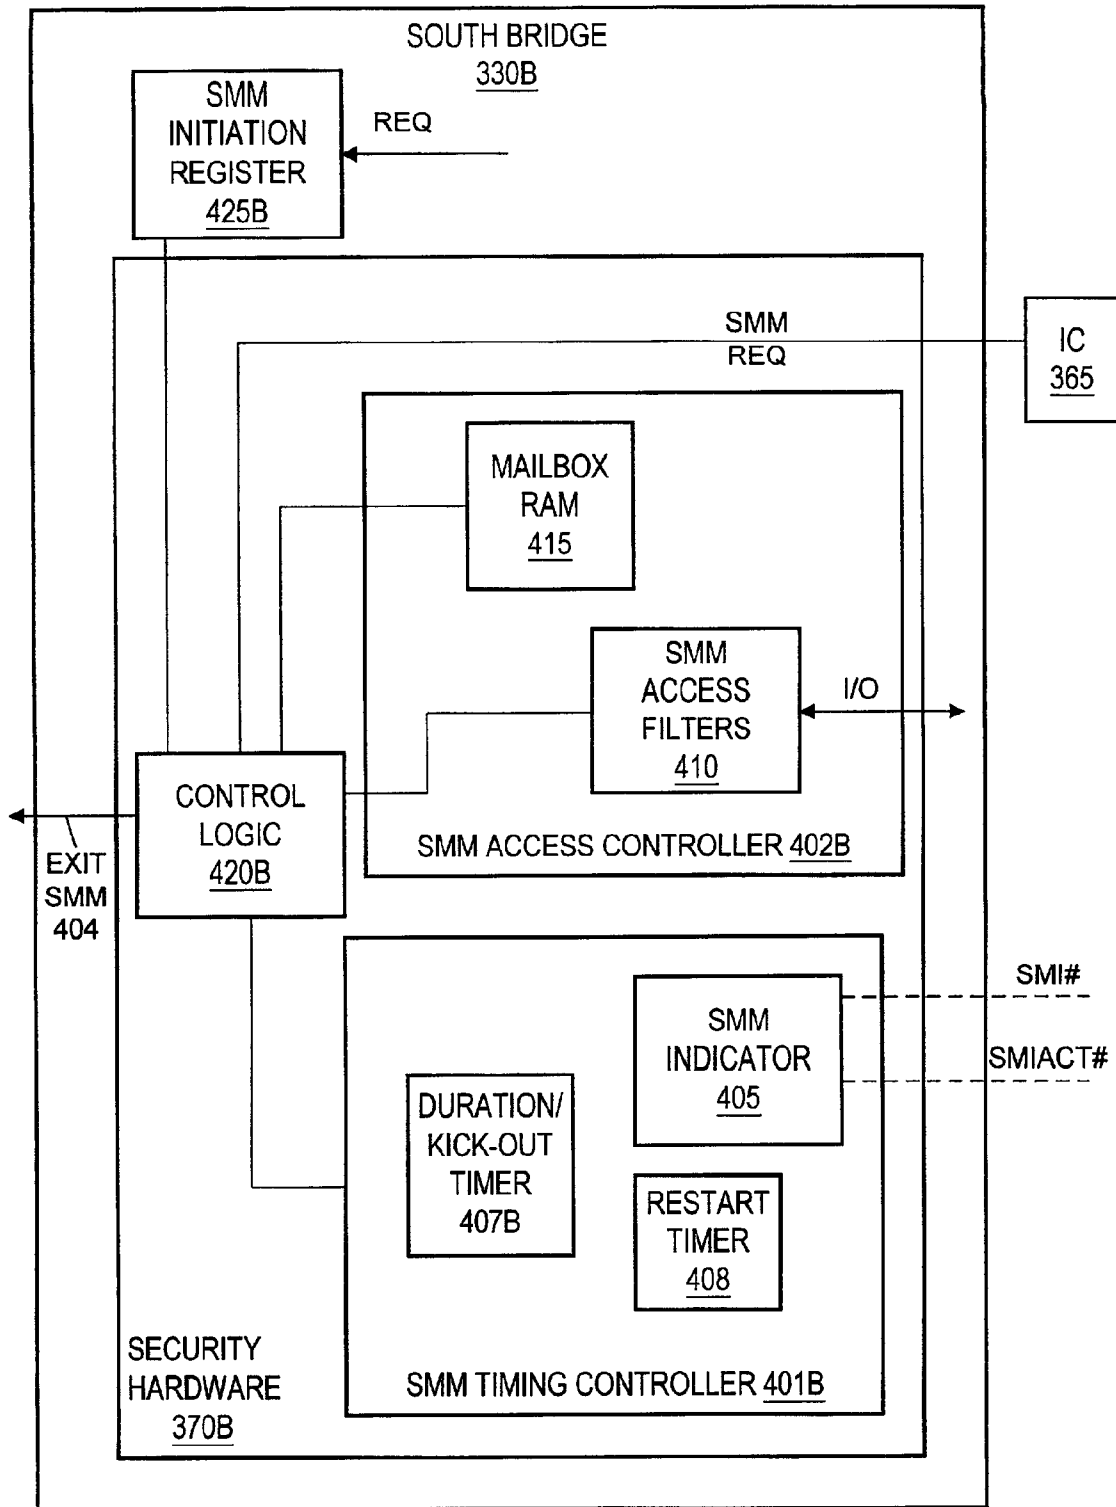 SOUTH BRIDGE
330B
SMM
INITIATION
REGISTER
425B
REQ
SMM
REQ
IC
365
MAILBOX
RAM
415
SMM
ACCESS
FILTERS
410
I/O
CONTROL
LOGIC
420B
SMM ACCESS CONTROLLER 402B
EXIT
SMM
404
SMI#
SMM
INDICATOR
405
SMIACT#
DURATION/
KICK-OUT
TIMER
407B
RESTART
TIMER
408
SECURITY
HARDWARE
370B
SMM TIMING CONTROLLER 401B